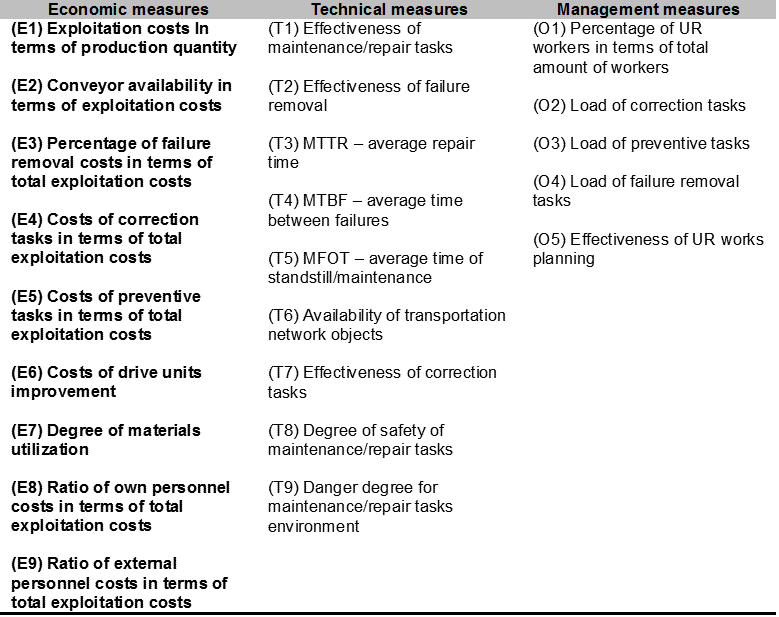 Economic measures
Technical measures
Management measures
(E1) Exploitation costs In
terms of production quantity
(E2) Conveyor availability in
terms of exploitation costs
(E3) Percentage of failure
removal costs in terms of
total exploitation costs
(E4) Costs of correction
tasks in terms of total
exploitation costs
(E5) Costs of preventive
tasks in terms of total
exploitation costs
(E6) Costs of drive units
improvement
(E7) Degree of materials
utilization
(E8) Ratio of own personnel
costs in terms of total
exploitation costs
(E9) Ratio of external
personnel costs in terms of
total exploitation costs
(T1) Effectiveness of
maintenance/repair tasks
(T2) Effectiveness of failure
removal
(T3) MTTR – average repair
time
(T4) MTBF – average time
between failures
(T5) MFOT – average time of
standstill/maintenance
(T6) Availability of transportation
network objects
(T7) Effectiveness of correction
tasks
(T8) Degree of safety of
maintenance/repair tasks
(T9) Danger degree for
maintenance/repair tasks
environment
(O1) Percentage of UR
workers in terms of total
amount of workers
(O2) Load of correction tasks
(O3) Load of preventive tasks
(O4) Load of failure removal
tasks
(O5) Effectiveness of UR works
planning